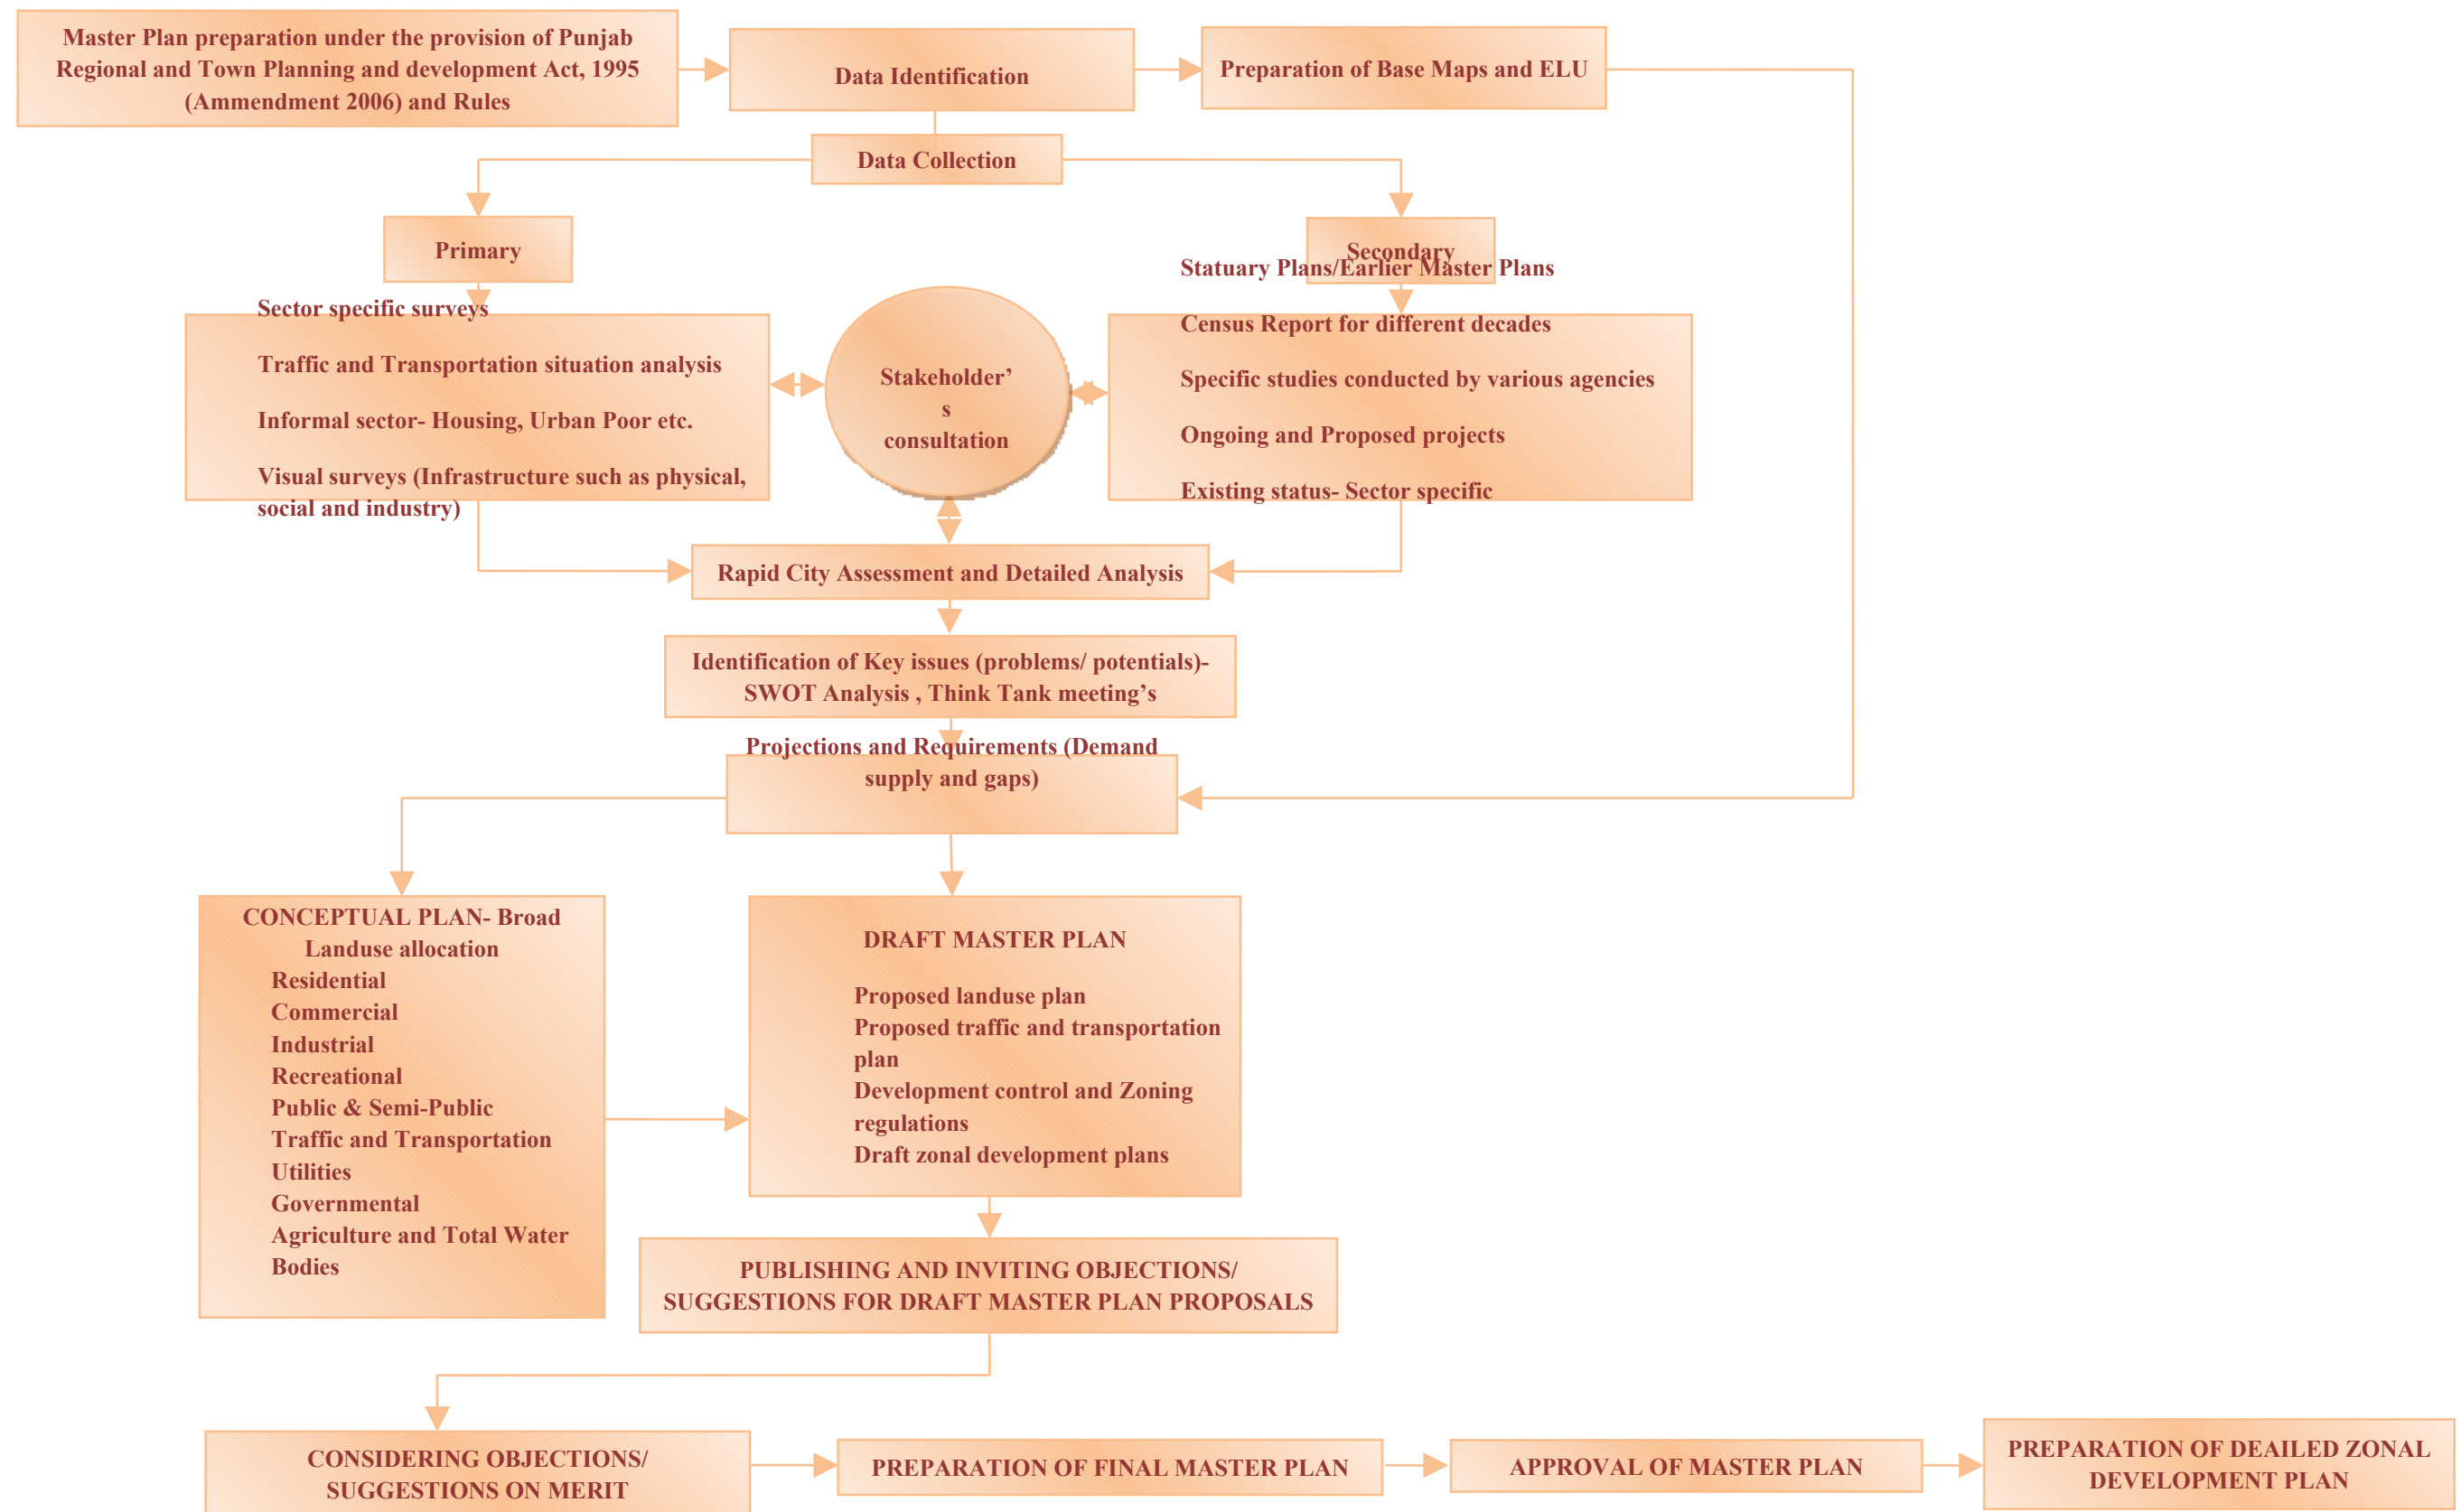 Master Plan preparation under the provision of Punjab
Regional and Town Planning and development Act, 1995
(Ammendment 2006) and Rules
Data Identification
Preparation of Base Maps and ELU
Data Collection
Primary
Secondary
Sector specific surveys
Traffic and Transportation situation analysis
Informal sector- Housing, Urban Poor etc.
Visual surveys (Infrastructure such as physical,
social and industry)
Stakeholder’
s
consultation
Statuary Plans/Earlier Master Plans
Census Report for different decades
Specific studies conducted by various agencies
Ongoing and Proposed projects
Existing status- Sector specific
Rapid City Assessment and Detailed Analysis
Identification of Key issues (problems/ potentials)-
SWOT Analysis , Think Tank meeting’s
Projections and Requirements (Demand
supply and gaps)
CONCEPTUAL PLAN- Broad
Landuse allocation
Residential
Commercial
Industrial
Recreational
Public & Semi-Public
Traffic and Transportation
Utilities
Governmental
Agriculture and Total Water
Bodies
DRAFT MASTER PLAN
Proposed landuse plan
Proposed traffic and transportation
plan
Development control and Zoning
regulations
Draft zonal development plans
PUBLISHING AND INVITING OBJECTIONS/
SUGGESTIONS FOR DRAFT MASTER PLAN PROPOSALS
CONSIDERING OBJECTIONS/
SUGGESTIONS ON MERIT
PREPARATION OF FINAL MASTER PLAN
APPROVAL OF MASTER PLAN
PREPARATION OF DEAILED ZONAL
DEVELOPMENT PLAN